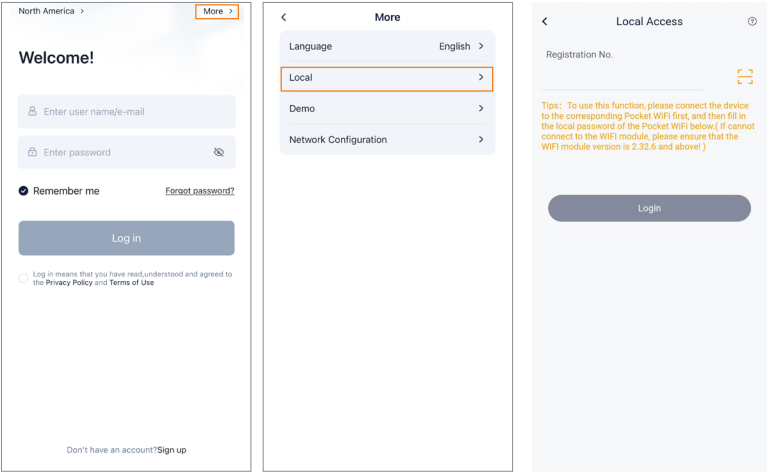 North America >
More >
Welcome!
Enter user name/e-mail
Enter password
Remember me
Forgot password?
Log in
Log in means that you have read,understood and agreed to
the Privacy Policy and Terms of Use
Don't have an account?Sign up
< More
Language English >
Local >
Demo >
Network Configuration >
< Local Access ?
Registration No.
Tips: To use this function, please connect the device
to the corresponding Pocket WiFi first, and then fill in
the local password of the Pocket WiFi below.( If cannot
connect to the WIFI module, please ensure that the
WIFI module version is 2.32.6 and above! )
Login